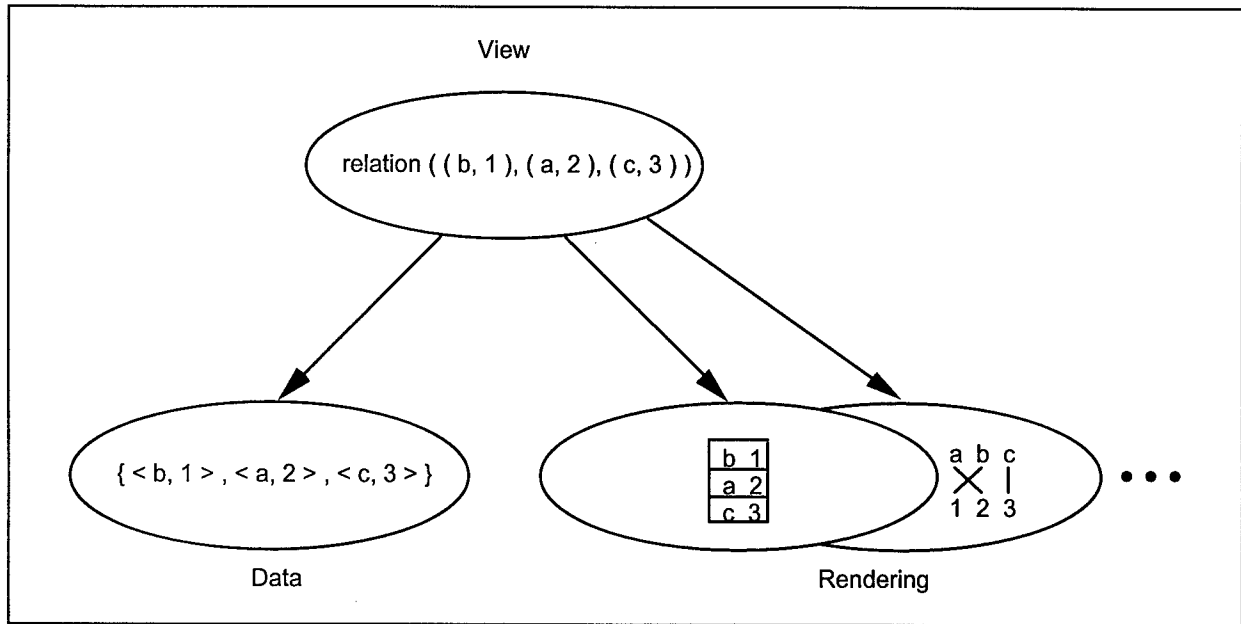 View
relation ( ( b, 1 ), ( a, 2 ), ( c, 3 ) )
{ < b, 1 > , < a, 2 > , < c, 3 > }
b 1
a 2
c 3
a b c
1 2 3
Data
Rendering